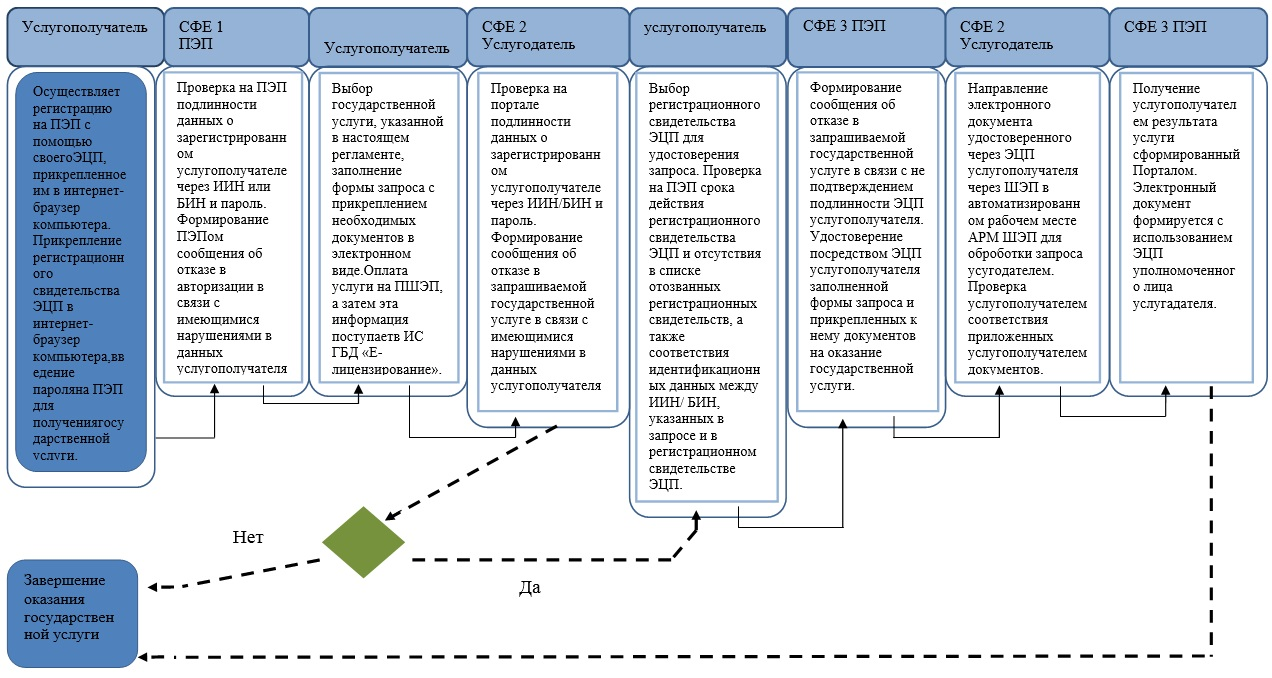 Услугополучатель
СФЕ 1
ПЭП
Услугополучатель
СФЕ 2
Услугодатель
услугополучатель
СФЕ 3 ПЭП
СФЕ 2
Услугодатель
СФЕ 3 ПЭП
Осуществляет
регистрацию
на ПЭП с
помощью
своегоЭЦП,
прикрепленное
им в интернет-
браузер
компьютера.
Прикрепление
регистрационн
ого
свидетельства
ЭЦП в
интернет-
браузер
компьютера,вв
едение
пароляна ПЭП
для
получениягосу
дарственной
услуги.
Проверка на ПЭП
подлинности
данных о
зарегистрированн
ом
услугополучателе
через ИИН или
БИН и пароль.
Формирование
ПЭПом
сообщения об
отказе в
авторизации в
связи с
имеющимися
нарушениями в
данных
услугополучателя
Выбор
государственной
услуги, указанной
в настоящем
регламенте,
заполнение
формы запроса с
прикреплением
необходимых
документов в
электронном
виде.Оплата
услуги на ПШЭП,
а затем эта
информация
поступаетв ИС
ГБД «Е-
лицензирование».
Проверка на
портале
подлинности
данных о
зарегистрированн
ом
услугополучателе
через ИИН/БИН и
пароль.
Формирование
сообщения об
отказе в
запрашиваемой
государственной
услуге в связи с
имеющимися
нарушениями в
данных
услугополучателя
Выбор
регистрационного
свидетельства
ЭЦП для
удостоверения
запроса. Проверка
на ПЭП срока
действия
регистрационного
свидетельства
ЭЦП и отсутствия
в списке
отозванных
регистрационных
свидетельств, а
также
соответствия
идентификационн
ых данных между
ИИН/ БИН,
указанных в
запросе и в
регистрационном
свидетельстве
ЭЦП.
Формирование
сообщения об
отказе в
запрашиваемой
государственной
услуге в связи с не
подтверждением
подлинности ЭЦП
услугополучателя.
Удостоверение
посредством ЭЦП
услугополучателя
заполненной
формы запроса и
прикрепленных к
нему документов
на оказание
государственной
услуги.
Направление
электронного
документа
удостоверенного
через ЭЦП
услугополучателя
через ШЭП в
автоматизированн
ом рабочем месте
АРМ ШЭП для
обработки запроса
усугодателем.
Проверка
услугополучателем
соответствия
приложенных
услугополучателем
документов.
Получение
услугополучател
ем результата
услуги
сформированный
Порталом.
Электронный
документ
формируется с
использованием
ЭЦП
уполномоченног
о лица
услугадателя.
Нет
Да
Завершение
оказания
государствен
ной услуги